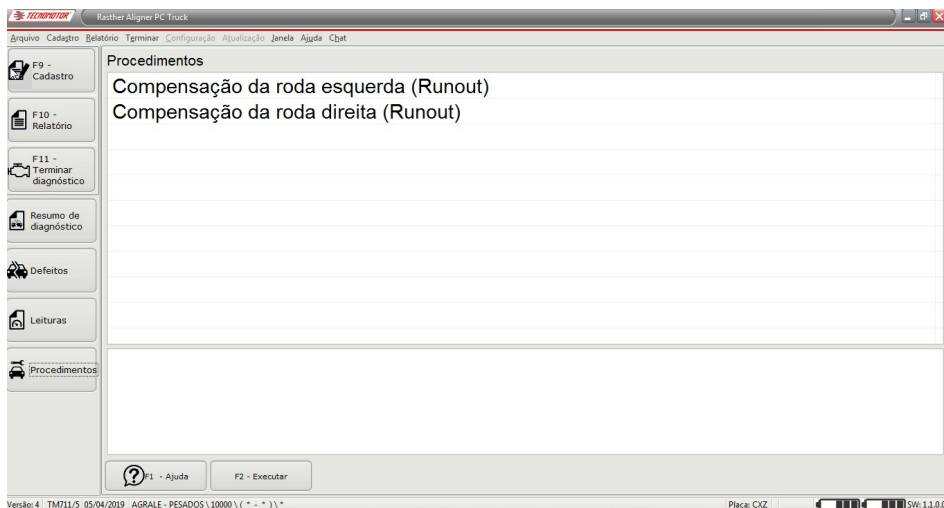 TECNOMOTOR Rasther Aligner PC Truck
Arquivo Cadastro Relatório Terminar Configuração Atualização Janela Ajuda Chat
F9 -
Cadastro
F10 -
Relatório
F11 -
Terminar
diagnóstico
Resumo de
diagnóstico
Defeitos
Leituras
Procedimentos
Procedimentos
Compensação da roda esquerda (Runout)
Compensação da roda direita (Runout)
F1 - Ajuda
F2 - Executar
Versão: 4 TM711/5 05/04/2019 AGRALE - PESADOS \ 10000 \ ( * - * ) \ * Placa: CXZ SW: 1.1.0.0